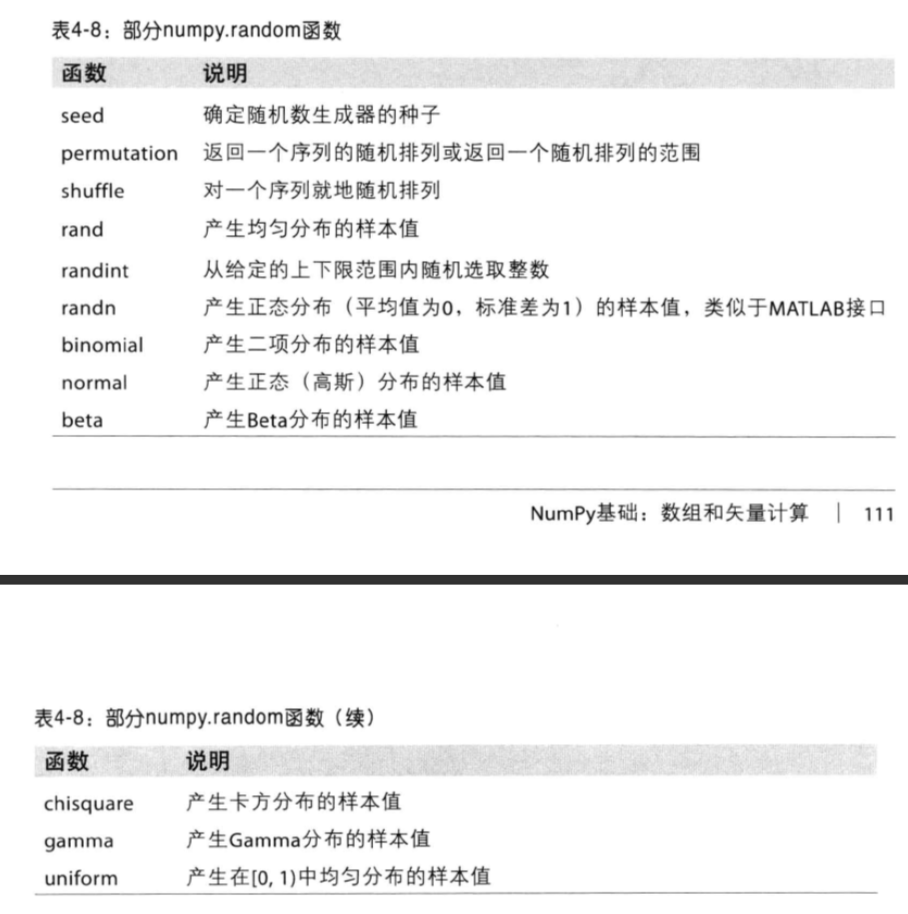 表4-8：部分numpy.random函数
函数 说明
seed 确定随机数生成器的种子
permutation 返回一个序列的随机排列或返回一个随机排列的范围
shuffle 对一个序列就地随机排列
rand 产生均匀分布的样本值
randint 从给定的上下限范围内随机选取整数
randn 产生正态分布（平均值为0，标准差为1）的样本值，类似于MATLAB接口
binomial 产生二项分布的样本值
normal 产生正态（高斯）分布的样本值
beta 产生Beta分布的样本值
NumPy基础：数组和矢量计算 | 111
表4-8：部分numpy.random函数（续）
函数 说明
chisquare 产生卡方分布的样本值
gamma 产生Gamma分布的样本值
uniform 产生在[0, 1)中均匀分布的样本值